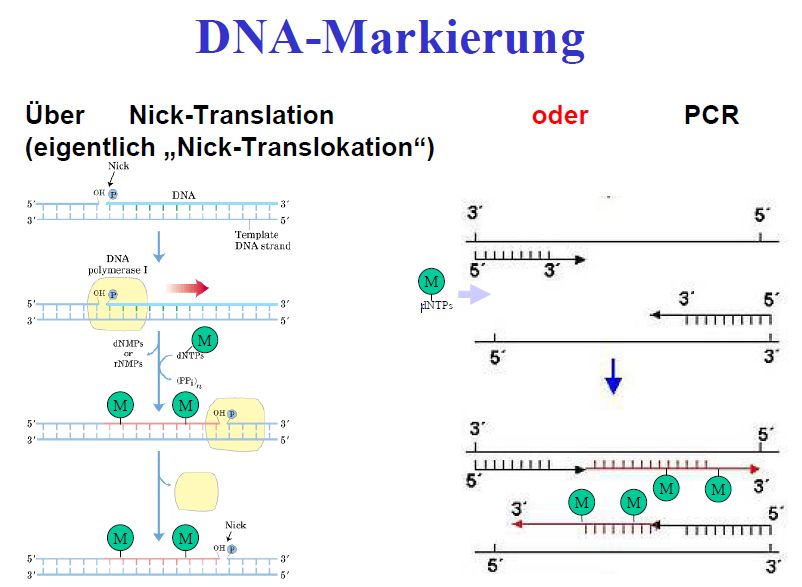 DNA-Markierung
Über Nick-Translation oder PCR
(eigentlich „Nick-Translokation“)
Nick
OH P DNA
5′ 3′
3′ 5′
Template
DNA strand
DNA
polymerase I
OH P
5′ 3′
3′ 5′
M
dNMPs
or
rNMPs
dNTPs
(PPi)n
M M
OH P
5′ 3′
3′ 5′
M M
Nick
OH P
5′ 3′
3′ 5′
M
dNTPs
3´ 5´
5´ 3´
3´ 5´
5´ 3´
3´ 5´
5´ M M 3´
M M
3´ 5´
5´ 3´